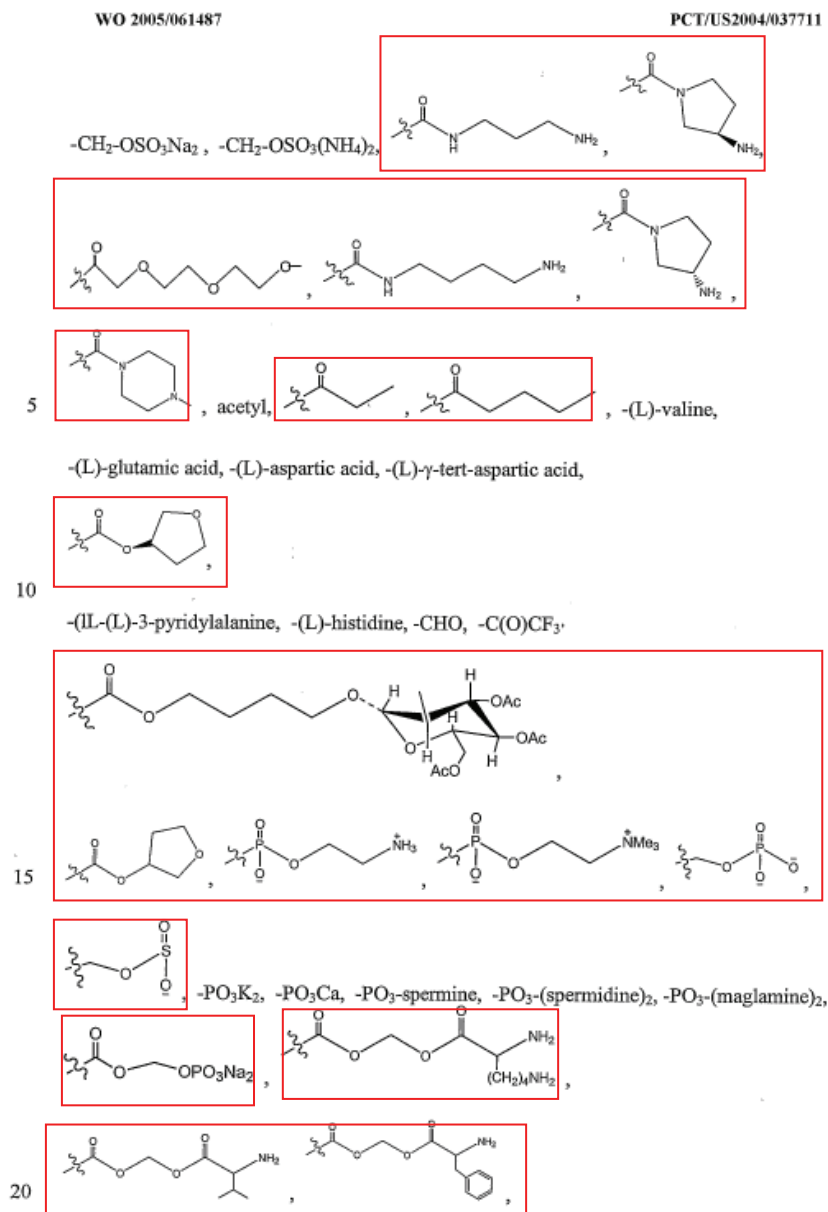 WO 2005/061487 PCT/US2004/037711
-CH₂-OSO₃Na₂ , -CH₂-OSO₃(NH₄)₂, O N H NH₂ , O N NH₂,
O O O O , O N H NH₂ , O N NH₂ ,
5 O N N , acetyl, O , O , -(L)-valine,
-(L)-glutamic acid, -(L)-aspartic acid, -(L)-γ-tert-aspartic acid,
O O O ,
10
-(lL-(L)-3-pyridylalanine, -(L)-histidine, -CHO, -C(O)CF₃,
O O O H H OAc H OAc O H H AcO ,
15 O O O , O P O O⁻ NH₃⁺ , O P O O⁻ NMe₃⁺ , O O P O⁻ O⁻ ,
O O S O⁻ , -PO₃K₂, -PO₃Ca, -PO₃-spermine, -PO₃-(spermidine)₂, -PO₃-(maglamine)₂,
O O OPO₃Na₂ , O O O O NH₂ (CH₂)₄NH₂ ,
20 O O O O NH₂ , O O O O NH₂ ,